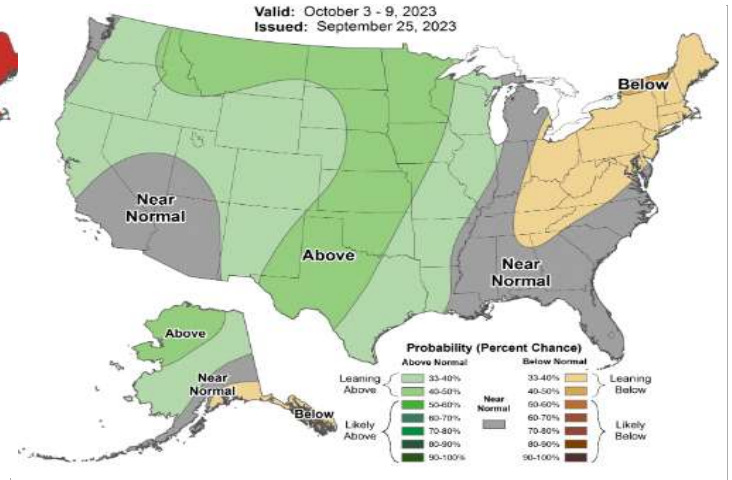 Valid: October 3 - 9, 2023
Issued: September 25, 2023
Below
Near
Normal
Above
Near
Normal
Above
Near
Normal
Below
Probability (Percent Chance)
Above Normal
Below Normal
Leaning
Above
33-40%
40-50%
Likely
Above
50-60%
60-70%
70-80%
80-90%
90-100%
Near
Normal
33-40%
40-50%
Leaning
Below
50-60%
60-70%
70-80%
80-90%
90-100%
Likely
Below